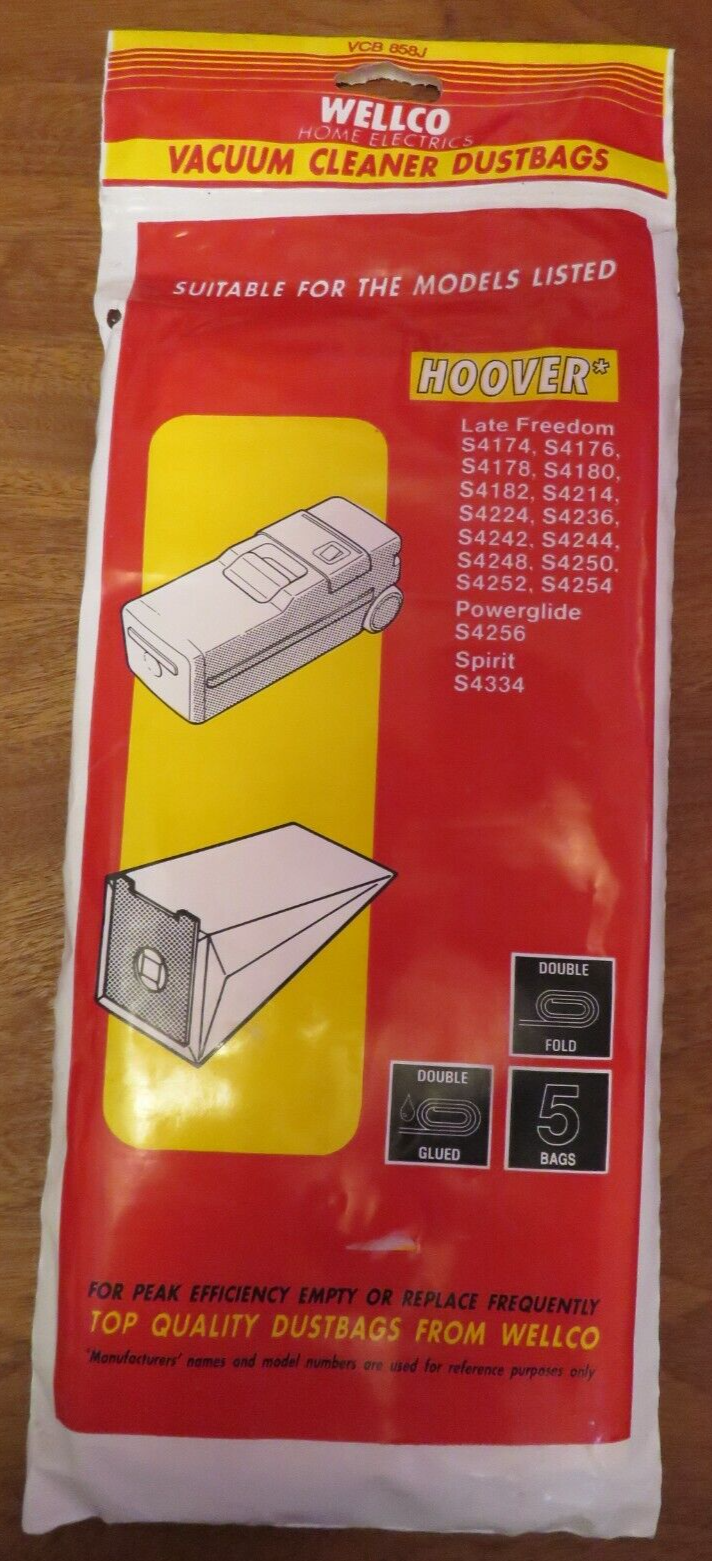 VCB 858J
WELLCO
HOME ELECTRICS
VACUUM CLEANER DUSTBAGS
SUITABLE FOR THE MODELS LISTED
HOOVER*
Late Freedom
S4174, S4176,
S4178, S4180,
S4182, S4214,
S4224, S4236,
S4242, S4244,
S4248, S4250,
S4252, S4254
Powerglide
S4256
Spirit
S4334
DOUBLE
FOLD
DOUBLE
GLUED
5
BAGS
FOR PEAK EFFICIENCY EMPTY OR REPLACE FREQUENTLY
TOP QUALITY DUSTBAGS FROM WELLCO
*Manufacturers' names and model numbers are used for reference purposes only